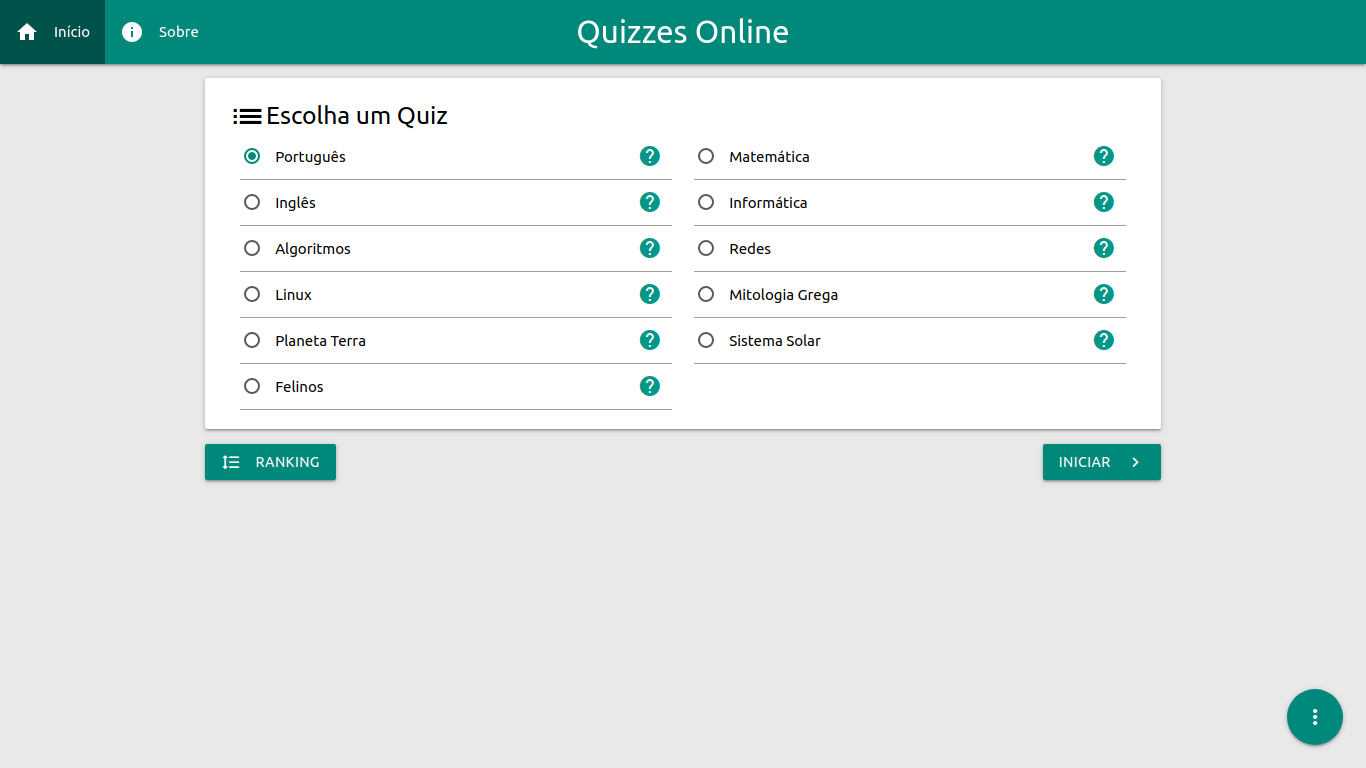 Início
Sobre
Quizzes Online
Escolha um Quiz
Português
Matemática
Inglês
Informática
Algoritmos
Redes
Linux
Mitologia Grega
Planeta Terra
Sistema Solar
Felinos
RANKING
INICIAR